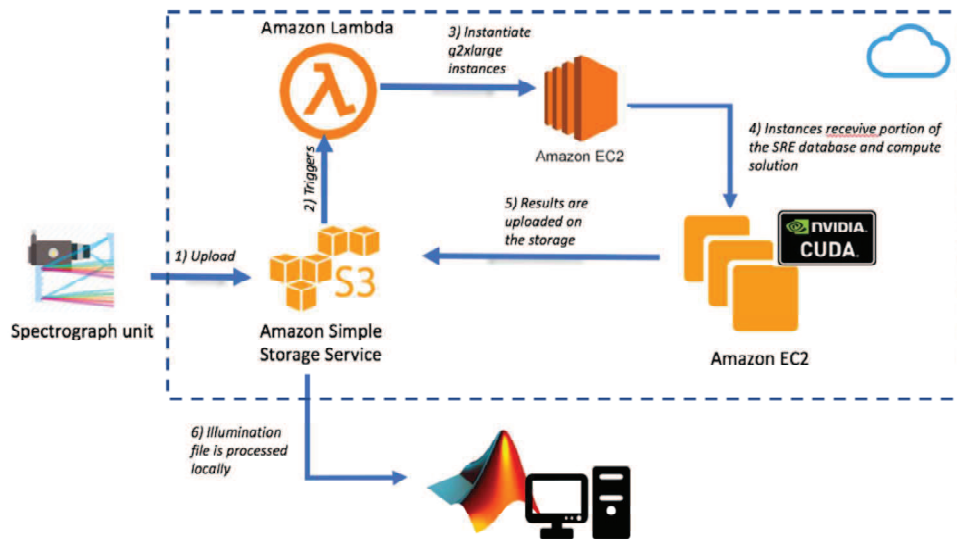 Amazon Lambda
3) Instantiate
g2xlarge
instances
Amazon EC2
4) Instances recevive portion of
the SRE database and compute
solution
2) Triggers
5) Results are
uploaded on
the storage
NVIDIA.
CUDA.
1) Upload
S3
Spectrograph unit
Amazon Simple
Storage Service
Amazon EC2
6) Illumination
file is processed
locally